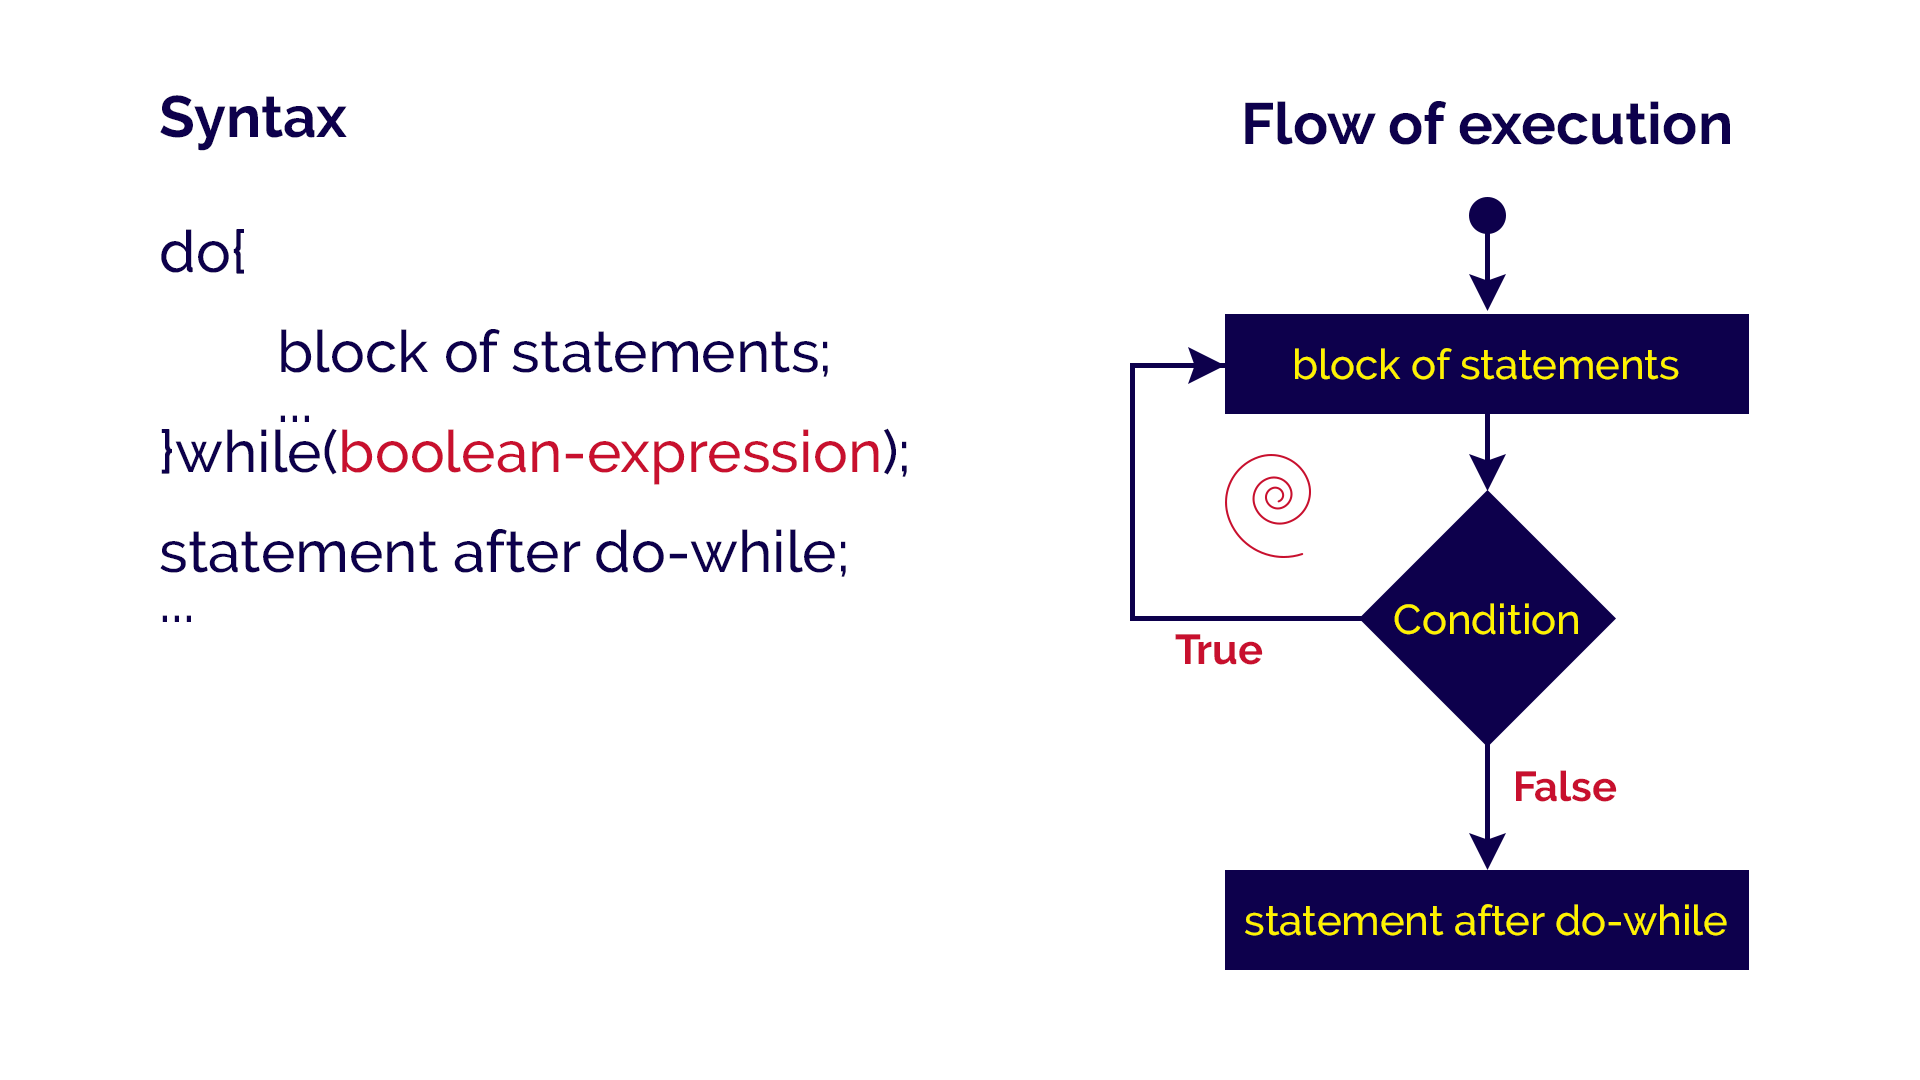 Syntax
do{
block of statements;
...
}while(boolean-expression);
statement after do-while;
...
Flow of execution
block of statements
Condition
True
False
statement after do-while